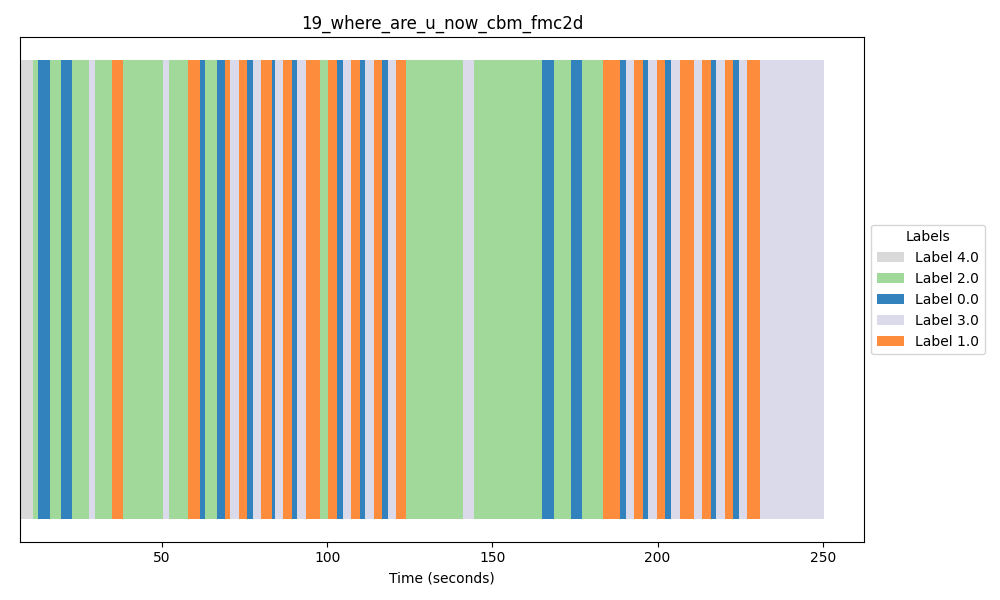 19_where_are_u_now_cbm_fmc2d
Labels
Label 4.0
Label 2.0
Label 0.0
Label 3.0
Label 1.0
50
100
150
200
250
Time (seconds)